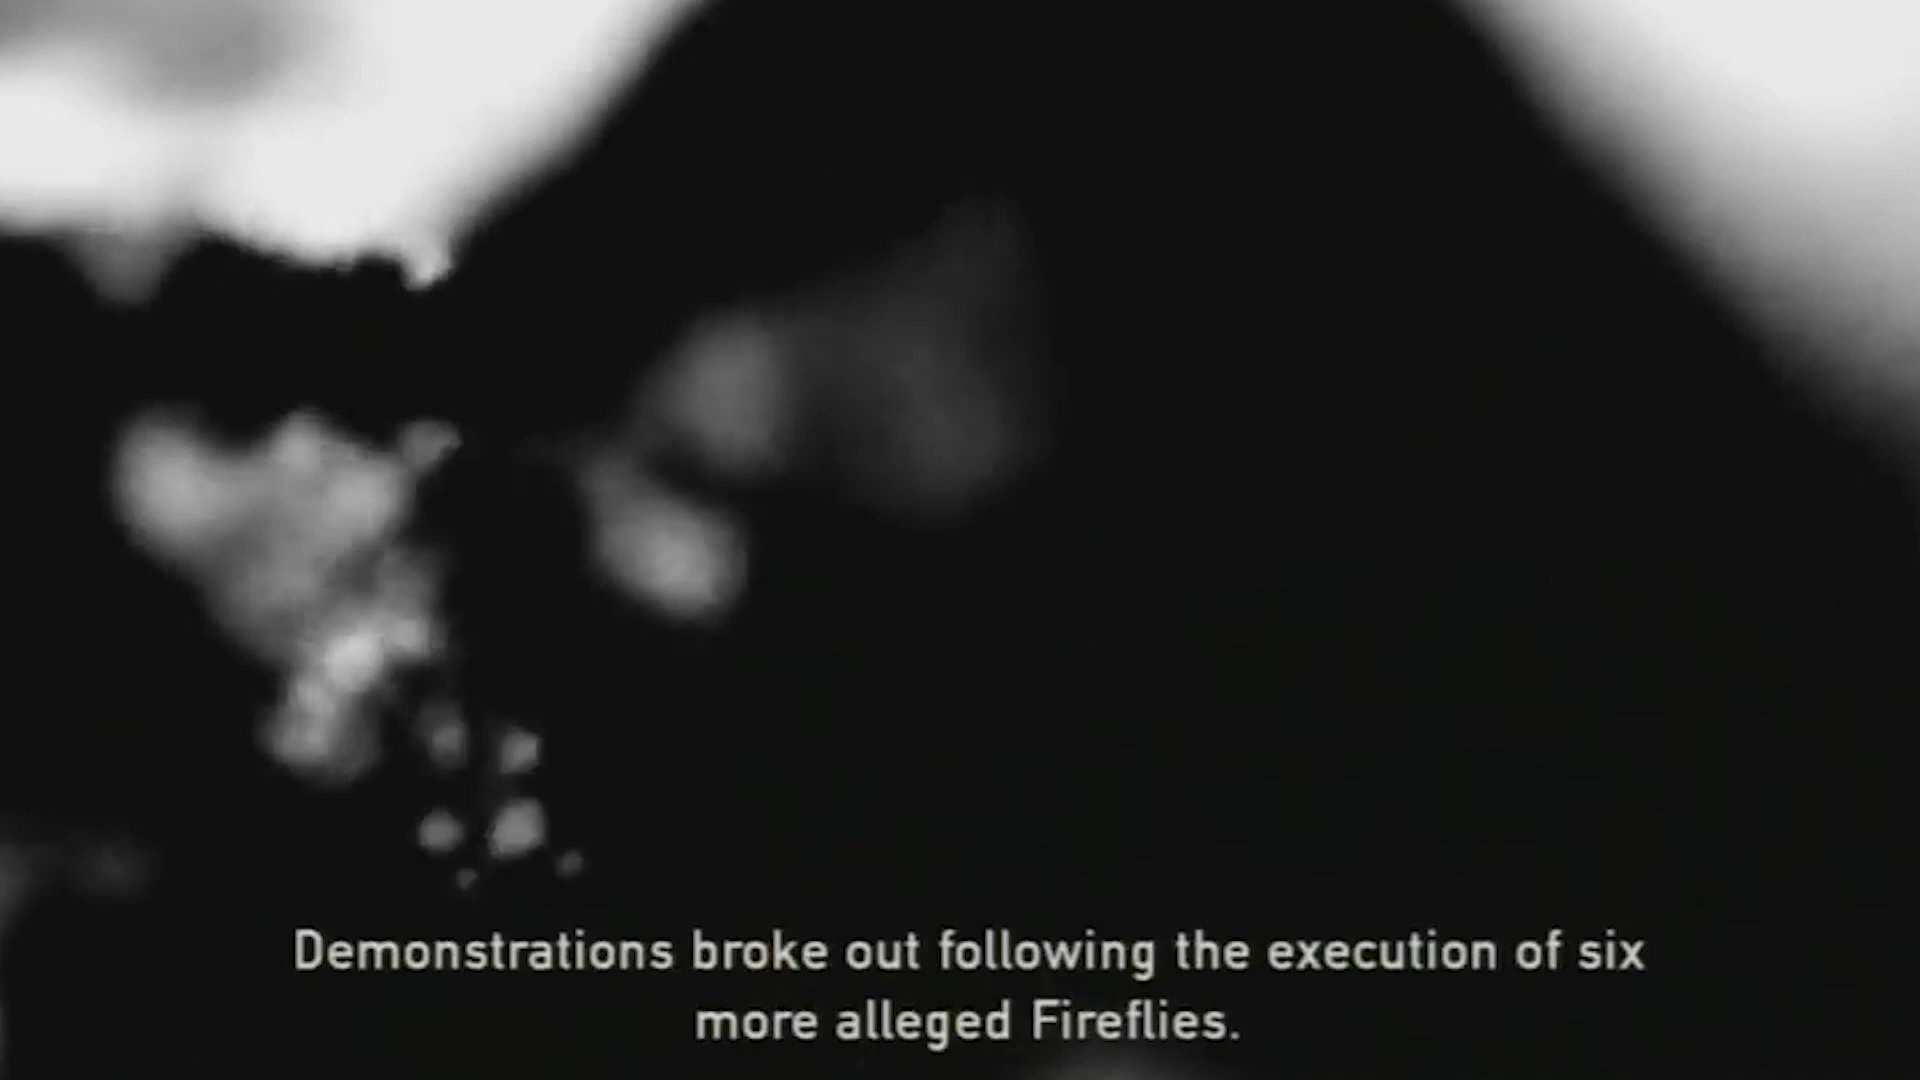 Demonstrations broke out following the execution of six
more alleged Fireflies.